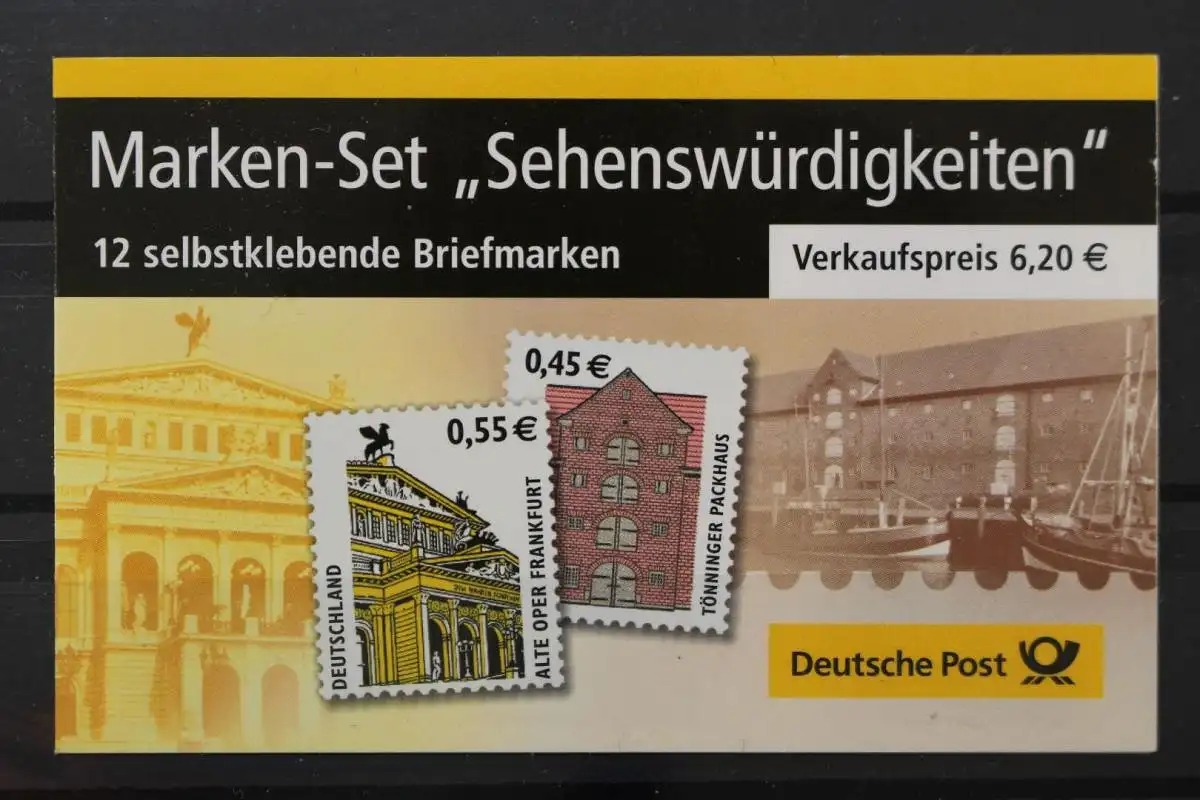 Marken-Set „Sehenswürdigkeiten“
12 selbstklebende Briefmarken
Verkaufspreis 6,20 €
0,45 €
TÖNNINGER PACKHAUS
0,55 €
DEUTSCHLAND
ALTE OPER FRANKFURT
Deutsche Post